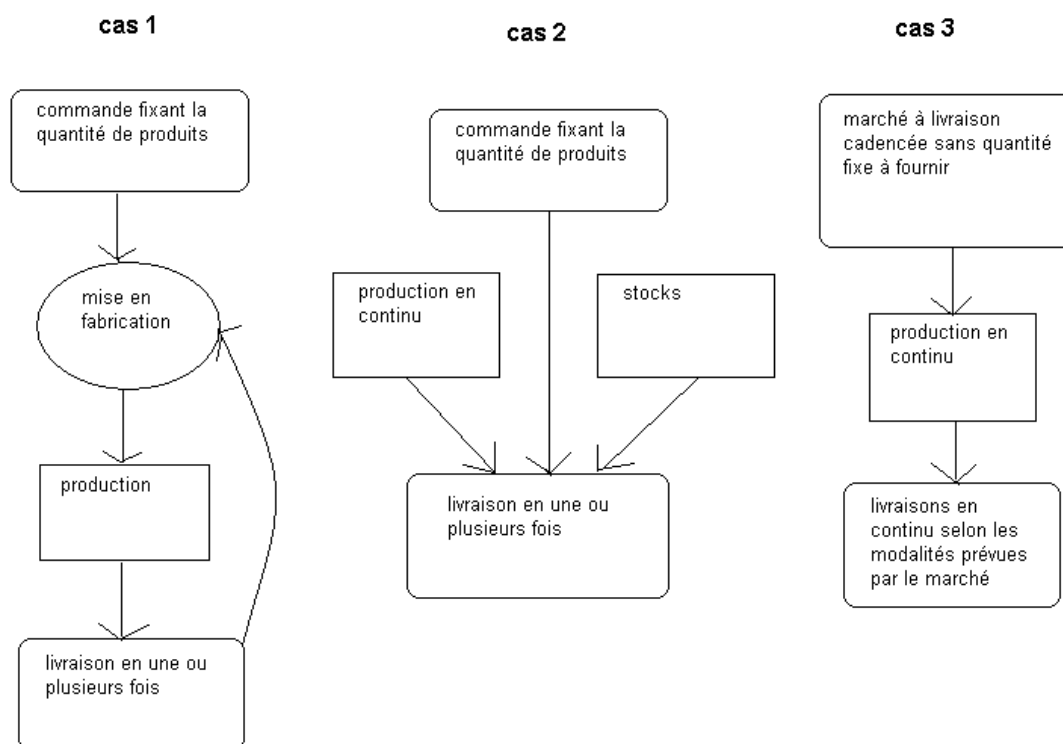 cas 1
commande fixant la
quantité de produits
mise en
fabrication
production
livraison en une ou
plusieurs fois
cas 2
commande fixant la
quantité de produits
production en
continu
stocks
livraison en une ou
plusieurs fois
cas 3
marché à livraison
cadencée sans quantité
fixe à fournir
production en
continu
livraisons en
continu selon les
modalités prévues
par le marché